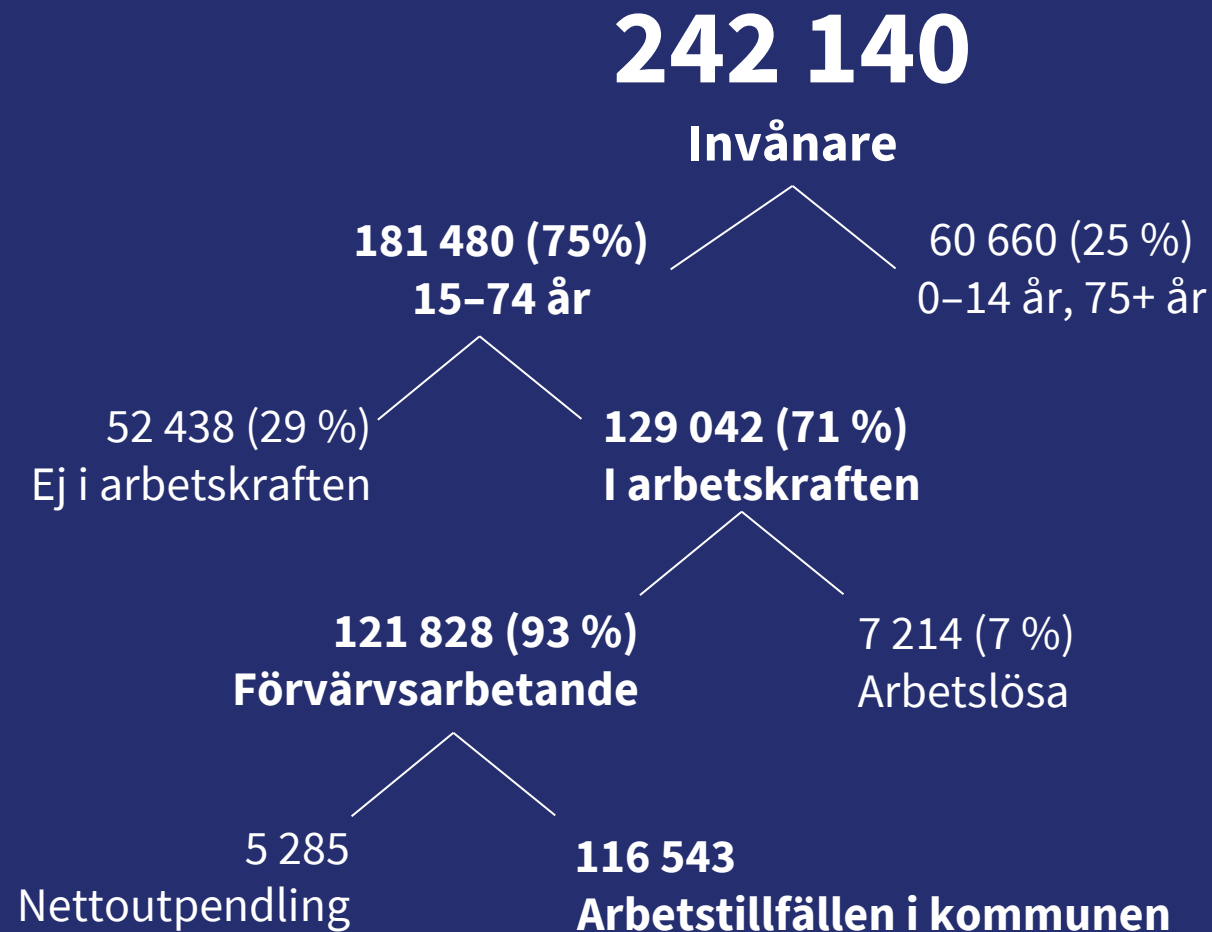 242 140
Invånare
181 480 (75%)
15–74 år
60 660 (25 %)
0–14 år, 75+ år
52 438 (29 %)
Ej i arbetskraften
129 042 (71 %)
I arbetskraften
121 828 (93 %)
Förvärvsarbetande
7 214 (7 %)
Arbetslösa
5 285
Nettoutpendling
116 543
Arbetstillfällen i kommunen